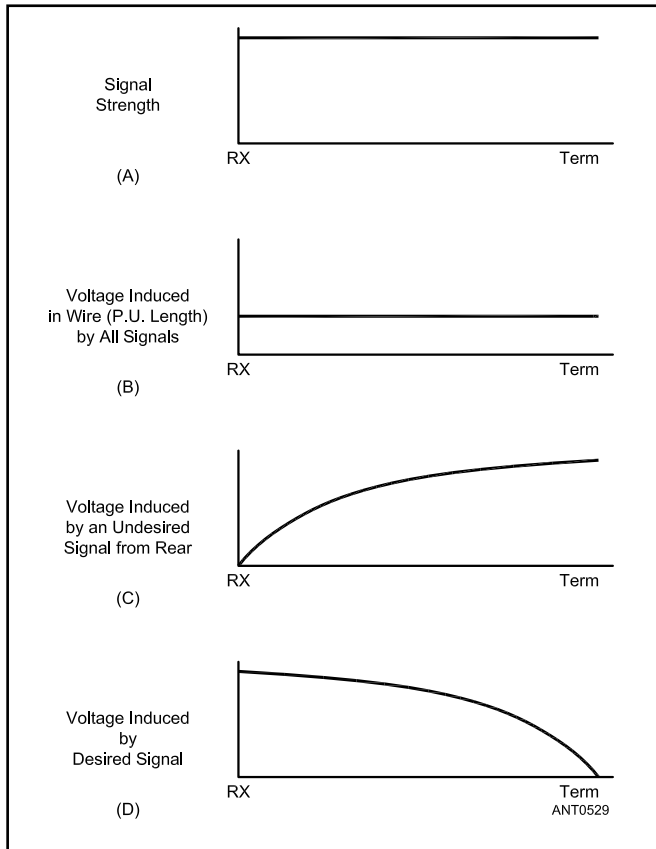 Signal
Strength
(A)
RX
Term
Voltage Induced
in Wire (P.U. Length)
by All Signals
(B)
RX
Term
Voltage Induced
by an Undesired
Signal from Rear
(C)
RX
Term
Voltage Induced
by
Desired Signal
(D)
RX
Term
ANT0529